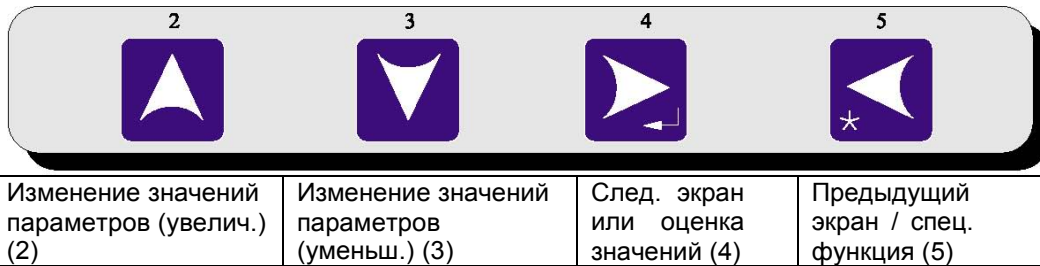 2 3 4 5
*
Изменение значений
параметров (увелич.)
(2)
Изменение значений
параметров
(уменьш.) (3)
След. экран
или оценка
значений (4)
Предыдущий
экран / спец.
функция (5)